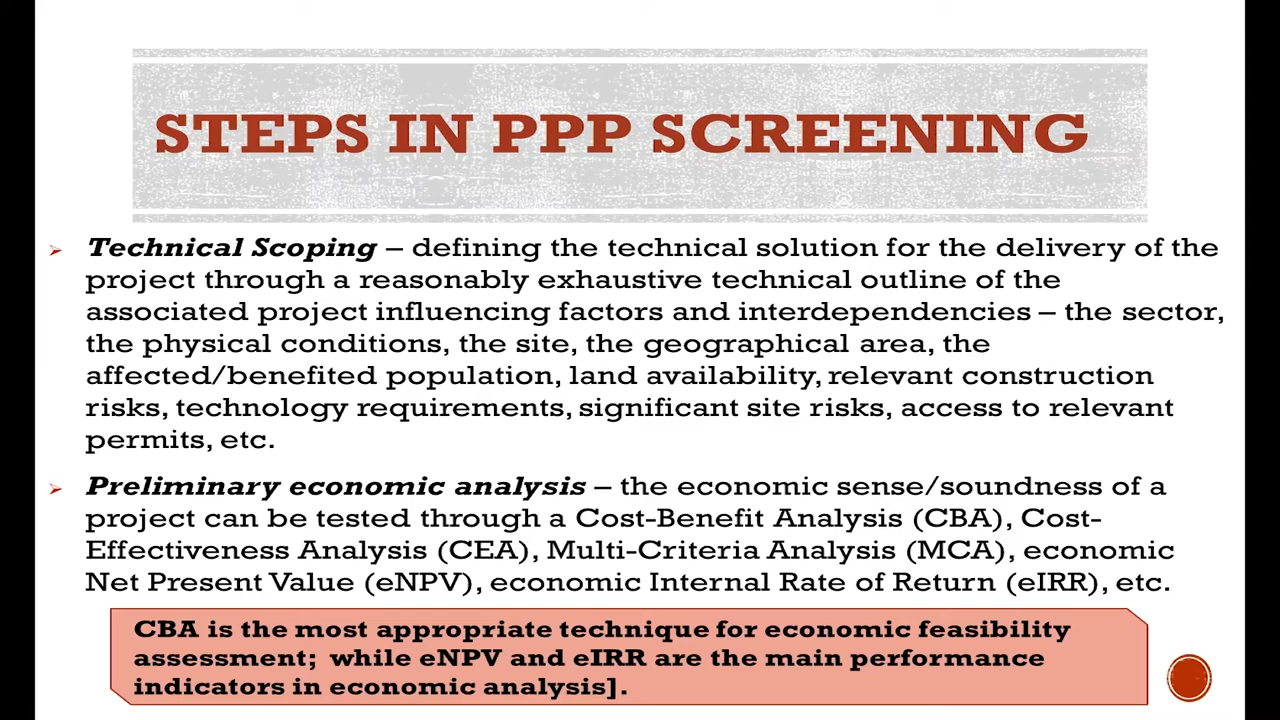 STEPS IN PPP SCREENING
Technical Scoping – defining the technical solution for the delivery of the
project through a reasonably exhaustive technical outline of the
associated project influencing factors and interdependencies – the sector,
the physical conditions, the site, the geographical area, the
affected/benefited population, land availability, relevant construction
risks, technology requirements, significant site risks, access to relevant
permits, etc.
Preliminary economic analysis – the economic sense/soundness of a
project can be tested through a Cost-Benefit Analysis (CBA), Cost-
Effectiveness Analysis (CEA), Multi-Criteria Analysis (MCA), economic
Net Present Value (eNPV), economic Internal Rate of Return (eIRR), etc.
CBA is the most appropriate technique for economic feasibility
assessment; while eNPV and eIRR are the main performance
indicators in economic analysis].